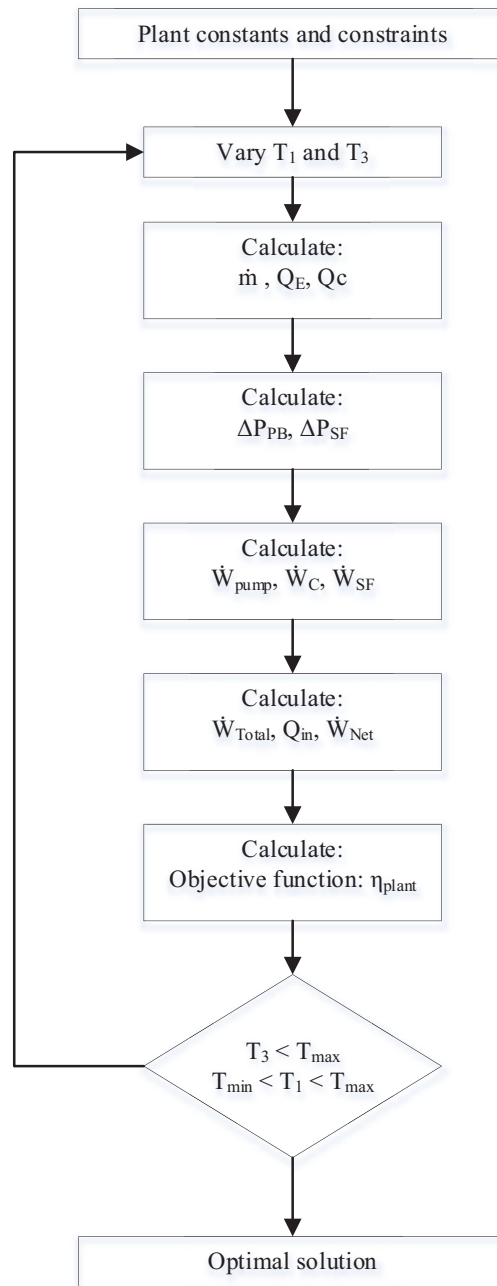 Plant constants and constraints
Vary T₁ and T₃
Calculate:
ṁ , Q_E, Qc
Calculate:
ΔP_PB, ΔP_SF
Calculate:
Ẇ_pump, Ẇ_C, Ẇ_SF
Calculate:
Ẇ_Total, Q_in, Ẇ_Net
Calculate:
Objective function: η_plant
T₃ < T_max
T_min < T₁ < T_max
Optimal solution